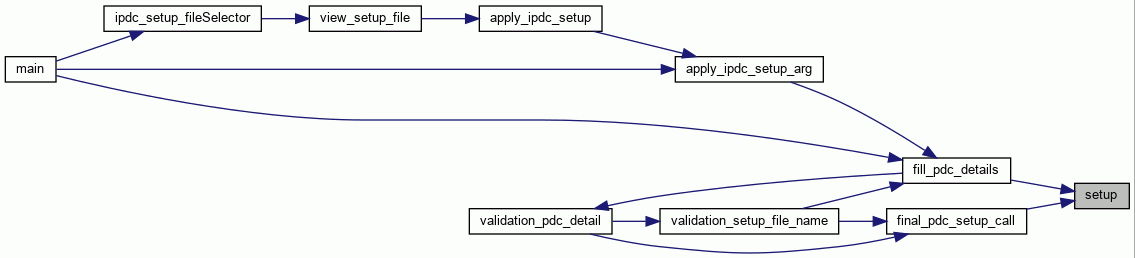 ipdc_setup_fileSelector
view_setup_file
apply_ipdc_setup
main
apply_ipdc_setup_arg
fill_pdc_details
setup
validation_pdc_detail
validation_setup_file_name
final_pdc_setup_call